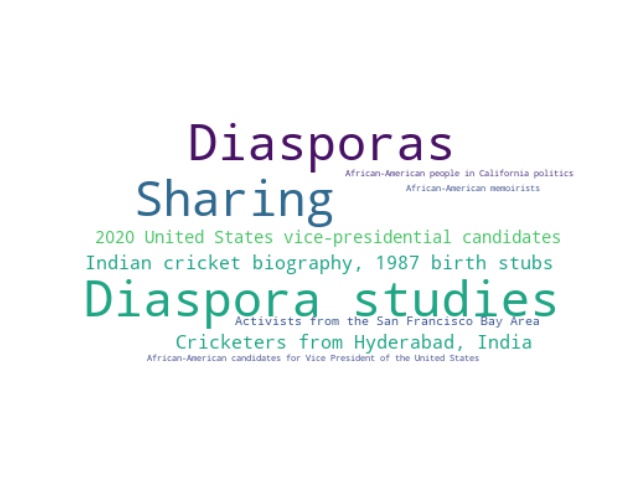 Diasporas
African-American people in California politics
Sharing
African-American memoirists
2020 United States vice-presidential candidates
Indian cricket biography, 1987 birth stubs
Diaspora studies
Activists from the San Francisco Bay Area
Cricketers from Hyderabad, India
African-American candidates for Vice President of the United States